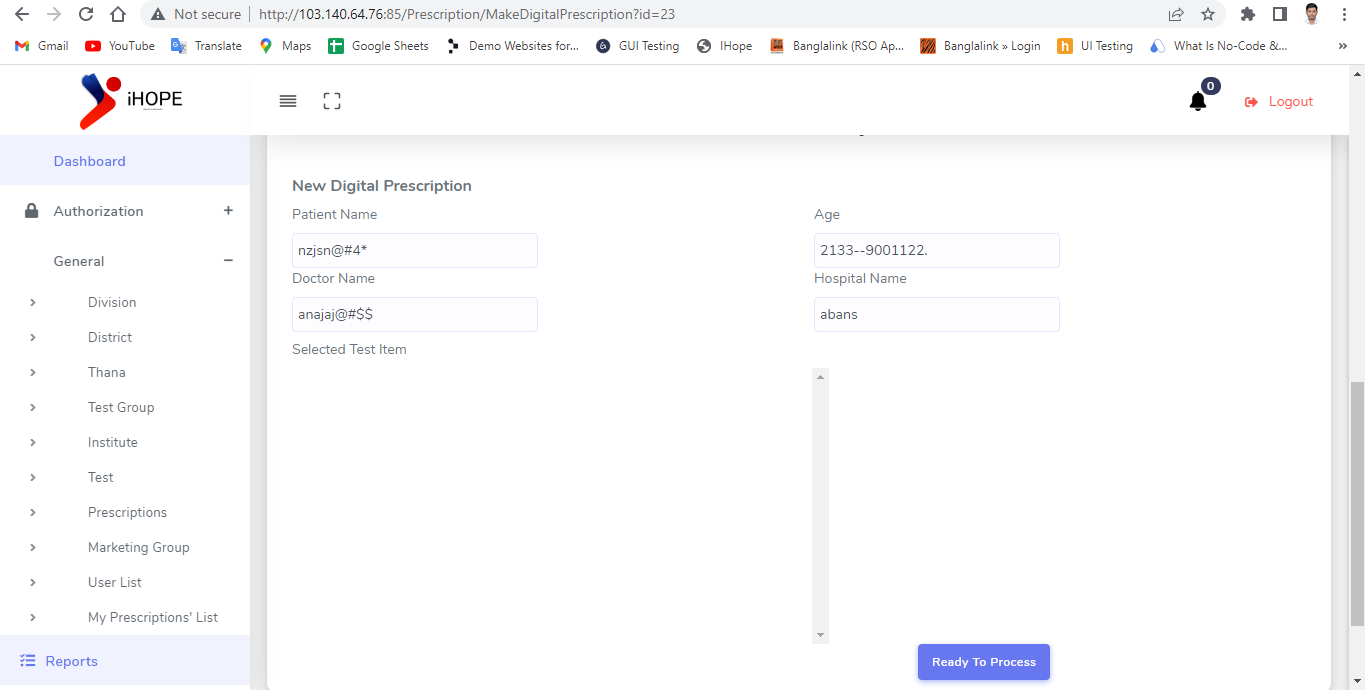 Not secure http://103.140.64.76:85/Prescription/MakeDigitalPrescription?id=23
Gmail YouTube Translate Maps Google Sheets Demo Websites for... GUI Testing IHope Banglalink (RSO Ap... Banglalink » Login UI Testing What Is No-Code &... »
iHOPE
0
Logout
Dashboard
Authorization +
General −
Division
District
Thana
Test Group
Institute
Test
Prescriptions
Marketing Group
User List
My Prescriptions' List
Reports
New Digital Prescription
Patient Name Age
nzjsn@#4* 2133--9001122.
Doctor Name Hospital Name
anajaj@#$$ abans
Selected Test Item
Ready To Process